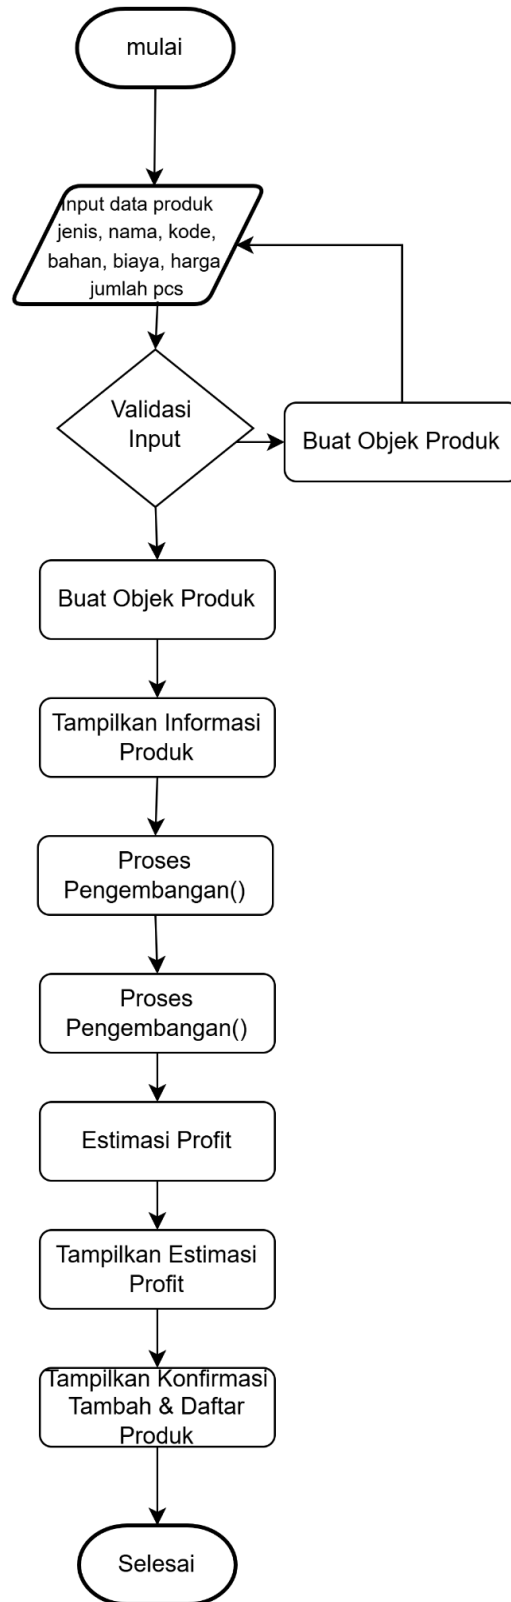 mulai
Input data produk
jenis, nama, kode,
bahan, biaya, harga
jumlah pcs
Validasi
Input
Buat Objek Produk
Buat Objek Produk
Tampilkan Informasi
Produk
Proses
Pengembangan()
Proses
Pengembangan()
Estimasi Profit
Tampilkan Estimasi
Profit
Tampilkan Konfirmasi
Tambah & Daftar
Produk
Selesai